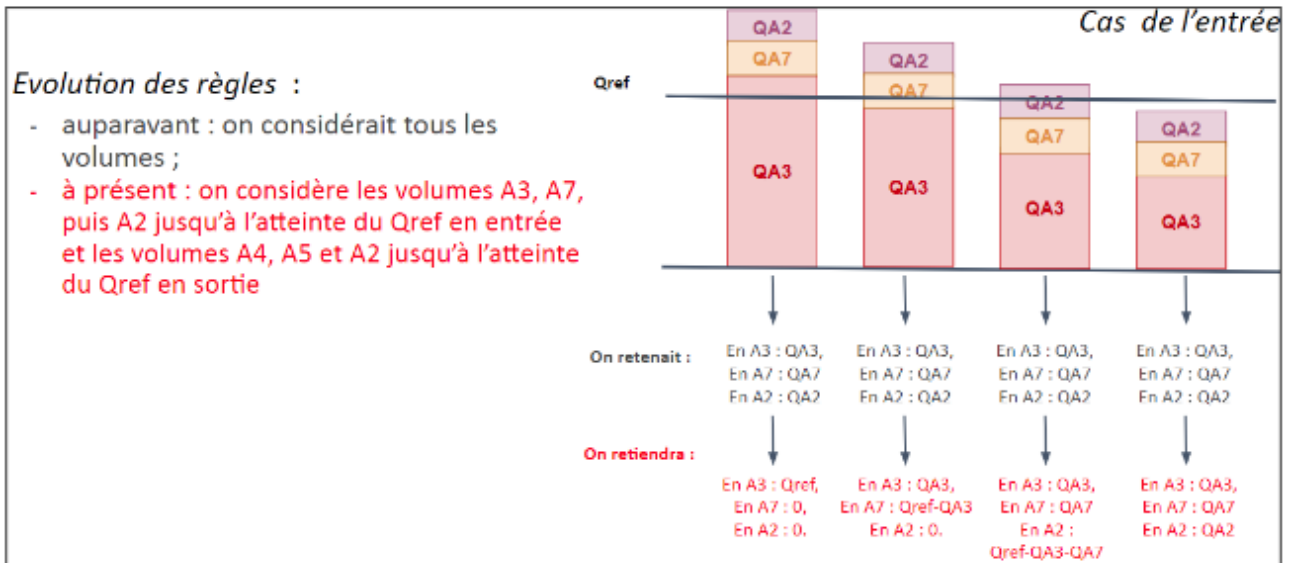 Cas de l'entrée
Evolution des règles :
- auparavant : on considérait tous les
volumes ;
- à présent : on considère les volumes A3, A7,
puis A2 jusqu'à l'atteinte du Qref en entrée
et les volumes A4, A5 et A2 jusqu'à l'atteinte
du Qref en sortie
Qref
QA2
QA7
QA3
QA2
QA7
QA3
QA2
QA7
QA3
QA2
QA7
QA3
On retenait :
En A3 : QA3,
En A7 : QA7
En A2 : QA2
En A3 : QA3,
En A7 : QA7
En A2 : QA2
En A3 : QA3,
En A7 : QA7
En A2 : QA2
En A3 : QA3,
En A7 : QA7
En A2 : QA2
On retiendra :
En A3 : Qref,
En A7 : 0,
En A2 : 0.
En A3 : QA3,
En A7 : Qref-QA3
En A2 : 0.
En A3 : QA3,
En A7 : QA7
En A2 :
Qref-QA3-QA7
En A3 : QA3,
En A7 : QA7
En A2 : QA2